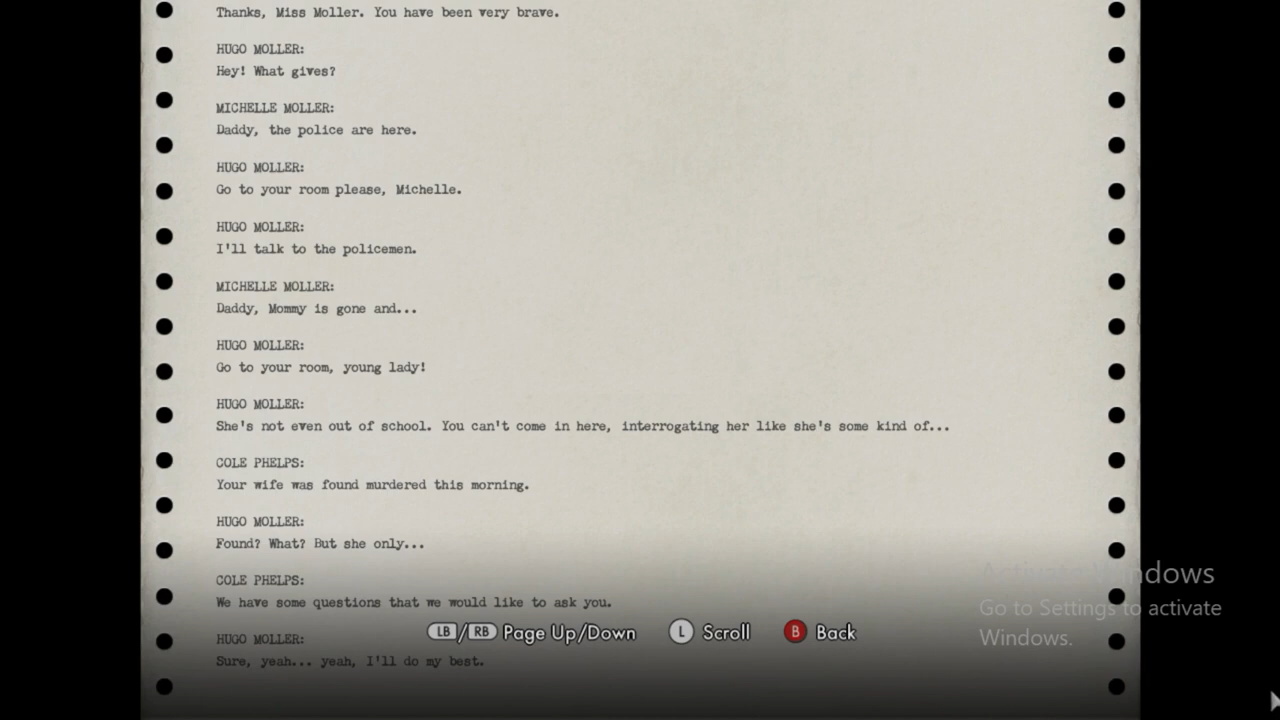 Thanks, Miss Moller. You have been very brave.
HUGO MOLLER:
Hey! What gives?
MICHELLE MOLLER:
Daddy, the police are here.
HUGO MOLLER:
Go to your room please, Michelle.
HUGO MOLLER:
I'll talk to the policemen.
MICHELLE MOLLER:
Daddy, Mommy is gone and...
HUGO MOLLER:
Go to your room, young lady!
HUGO MOLLER:
She's not even out of school. You can't come in here, interrogating her like she's some kind of...
COLE PHELPS:
Your wife was found murdered this morning.
HUGO MOLLER:
Found? What? But she only...
COLE PHELPS:
We have some questions that we would like to ask you.
HUGO MOLLER:
Sure, yeah... yeah, I'll do my best.
LB/RB Page Up/Down L Scroll B Back
Activate Windows
Go to Settings to activate
Windows.